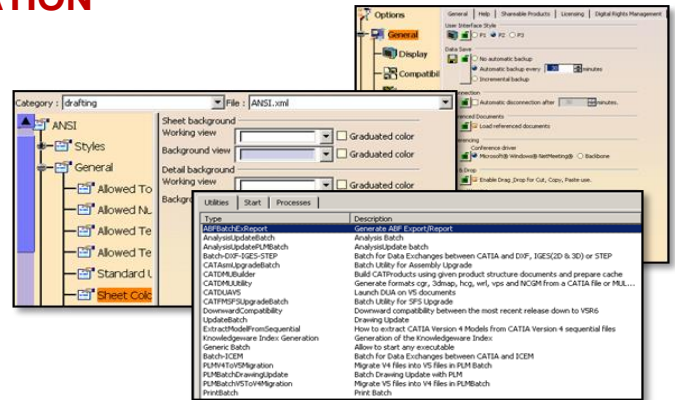 ATION
Options
General
Display
Compatibil
General Help Shareable Products Licensing Digital Rights Management
User Interface Style
P1 P2 P3
Data Save
No automatic backup
Automatic backup every 30 minutes
Incremental backup
Automatic disconnection after 30 minutes.
Load referenced documents
Conference driver
Microsoft® Windows® NetMeeting® Backbone
Drop
Enable Drag Drop for Cut, Copy, Paste use.
Category : drafting File : ANSI.xml
ANSI
Styles
General
Allowed To
Allowed Nu
Allowed Te
Allowed Te
Standard U
Sheet Colo
Sheet background
Working view Graduated color
Background view Graduated color
Detail background
Working view Graduated color
Backgro
Utilities Start Processes
Type Description
ABFBatchExReport Generate ABF Export/Report
AnalysisUpdateBatch Analysis Batch
AnalysisUpdatePLMBatch AnalysisUpdate batch
Batch-DXF-IGES-STEP Batch for Data Exchanges between CATIA and DXF, IGES(2D & 3D) or STEP
CATAsmUpgradeBatch Batch Utility for Assembly Upgrade
CATDMUBuilder Build CATProducts using given product structure documents and prepare cache
CATDMUUtility Generate formats cgr, 3dmap, hcg, wrl, vps and NCGM from a CATIA file or MUL...
CATDUAV5 Launch DUA on V5 documents
CATFMSFSUpgradeBatch Batch Utility for SFS Upgrade
DownwardCompatibility Downward compatibility between the most recent release down to V5R6
UpdateBatch Drawing Update
ExtractModelFromSequential How to extract CATIA Version 4 Models from CATIA Version 4 sequential files
Knowledgeware Index Generation Generation of the Knowledgeware Index
Generic Batch Allow to start any executable
Batch-ICEM Batch for Data Exchanges between CATIA and ICEM
PLMV4ToV5Migration Migrate V4 files into V5 files in PLM Batch
PLMBatchDrawingUpdate Batch Drawing Update with PLM
PLMBatchV5ToV4Migration Migrate V5 files into V4 files in PLMBatch
PrintBatch Print Batch